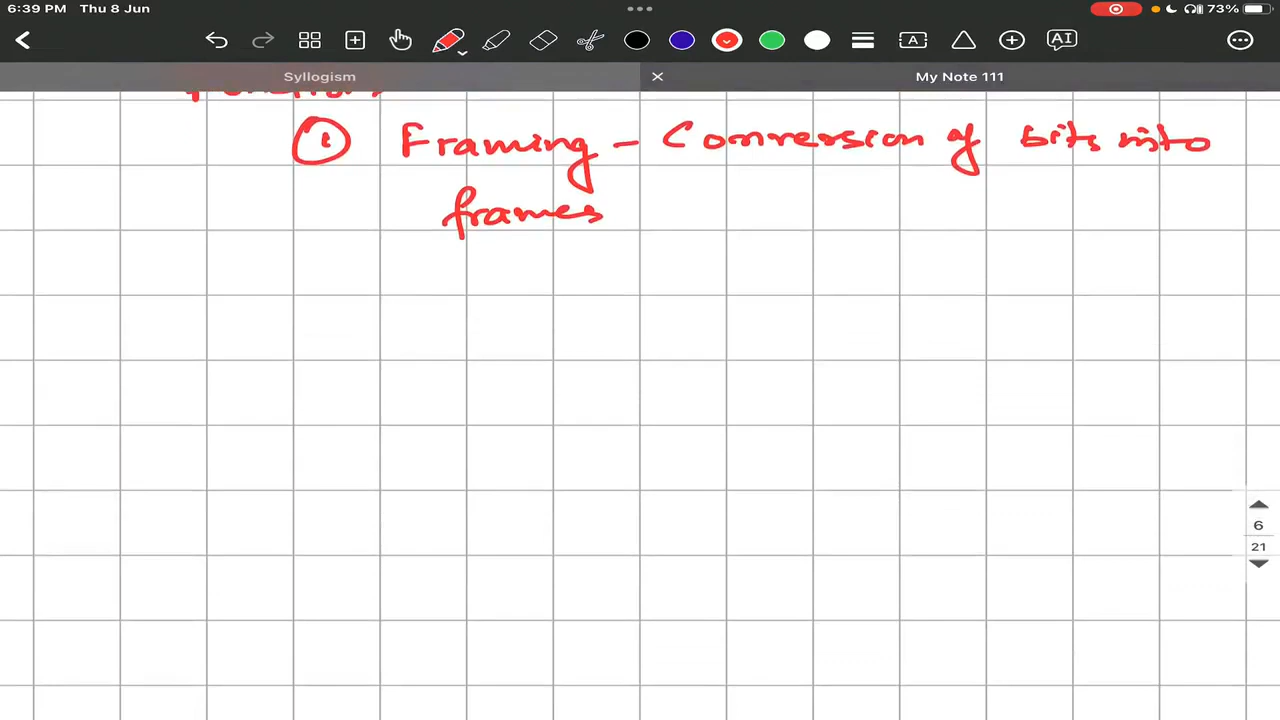 6:39 PM Thu 8 Jun
73%
A
AI
Syllogism
My Note 111
① Framing - Conversion of bits into
frames
6
21